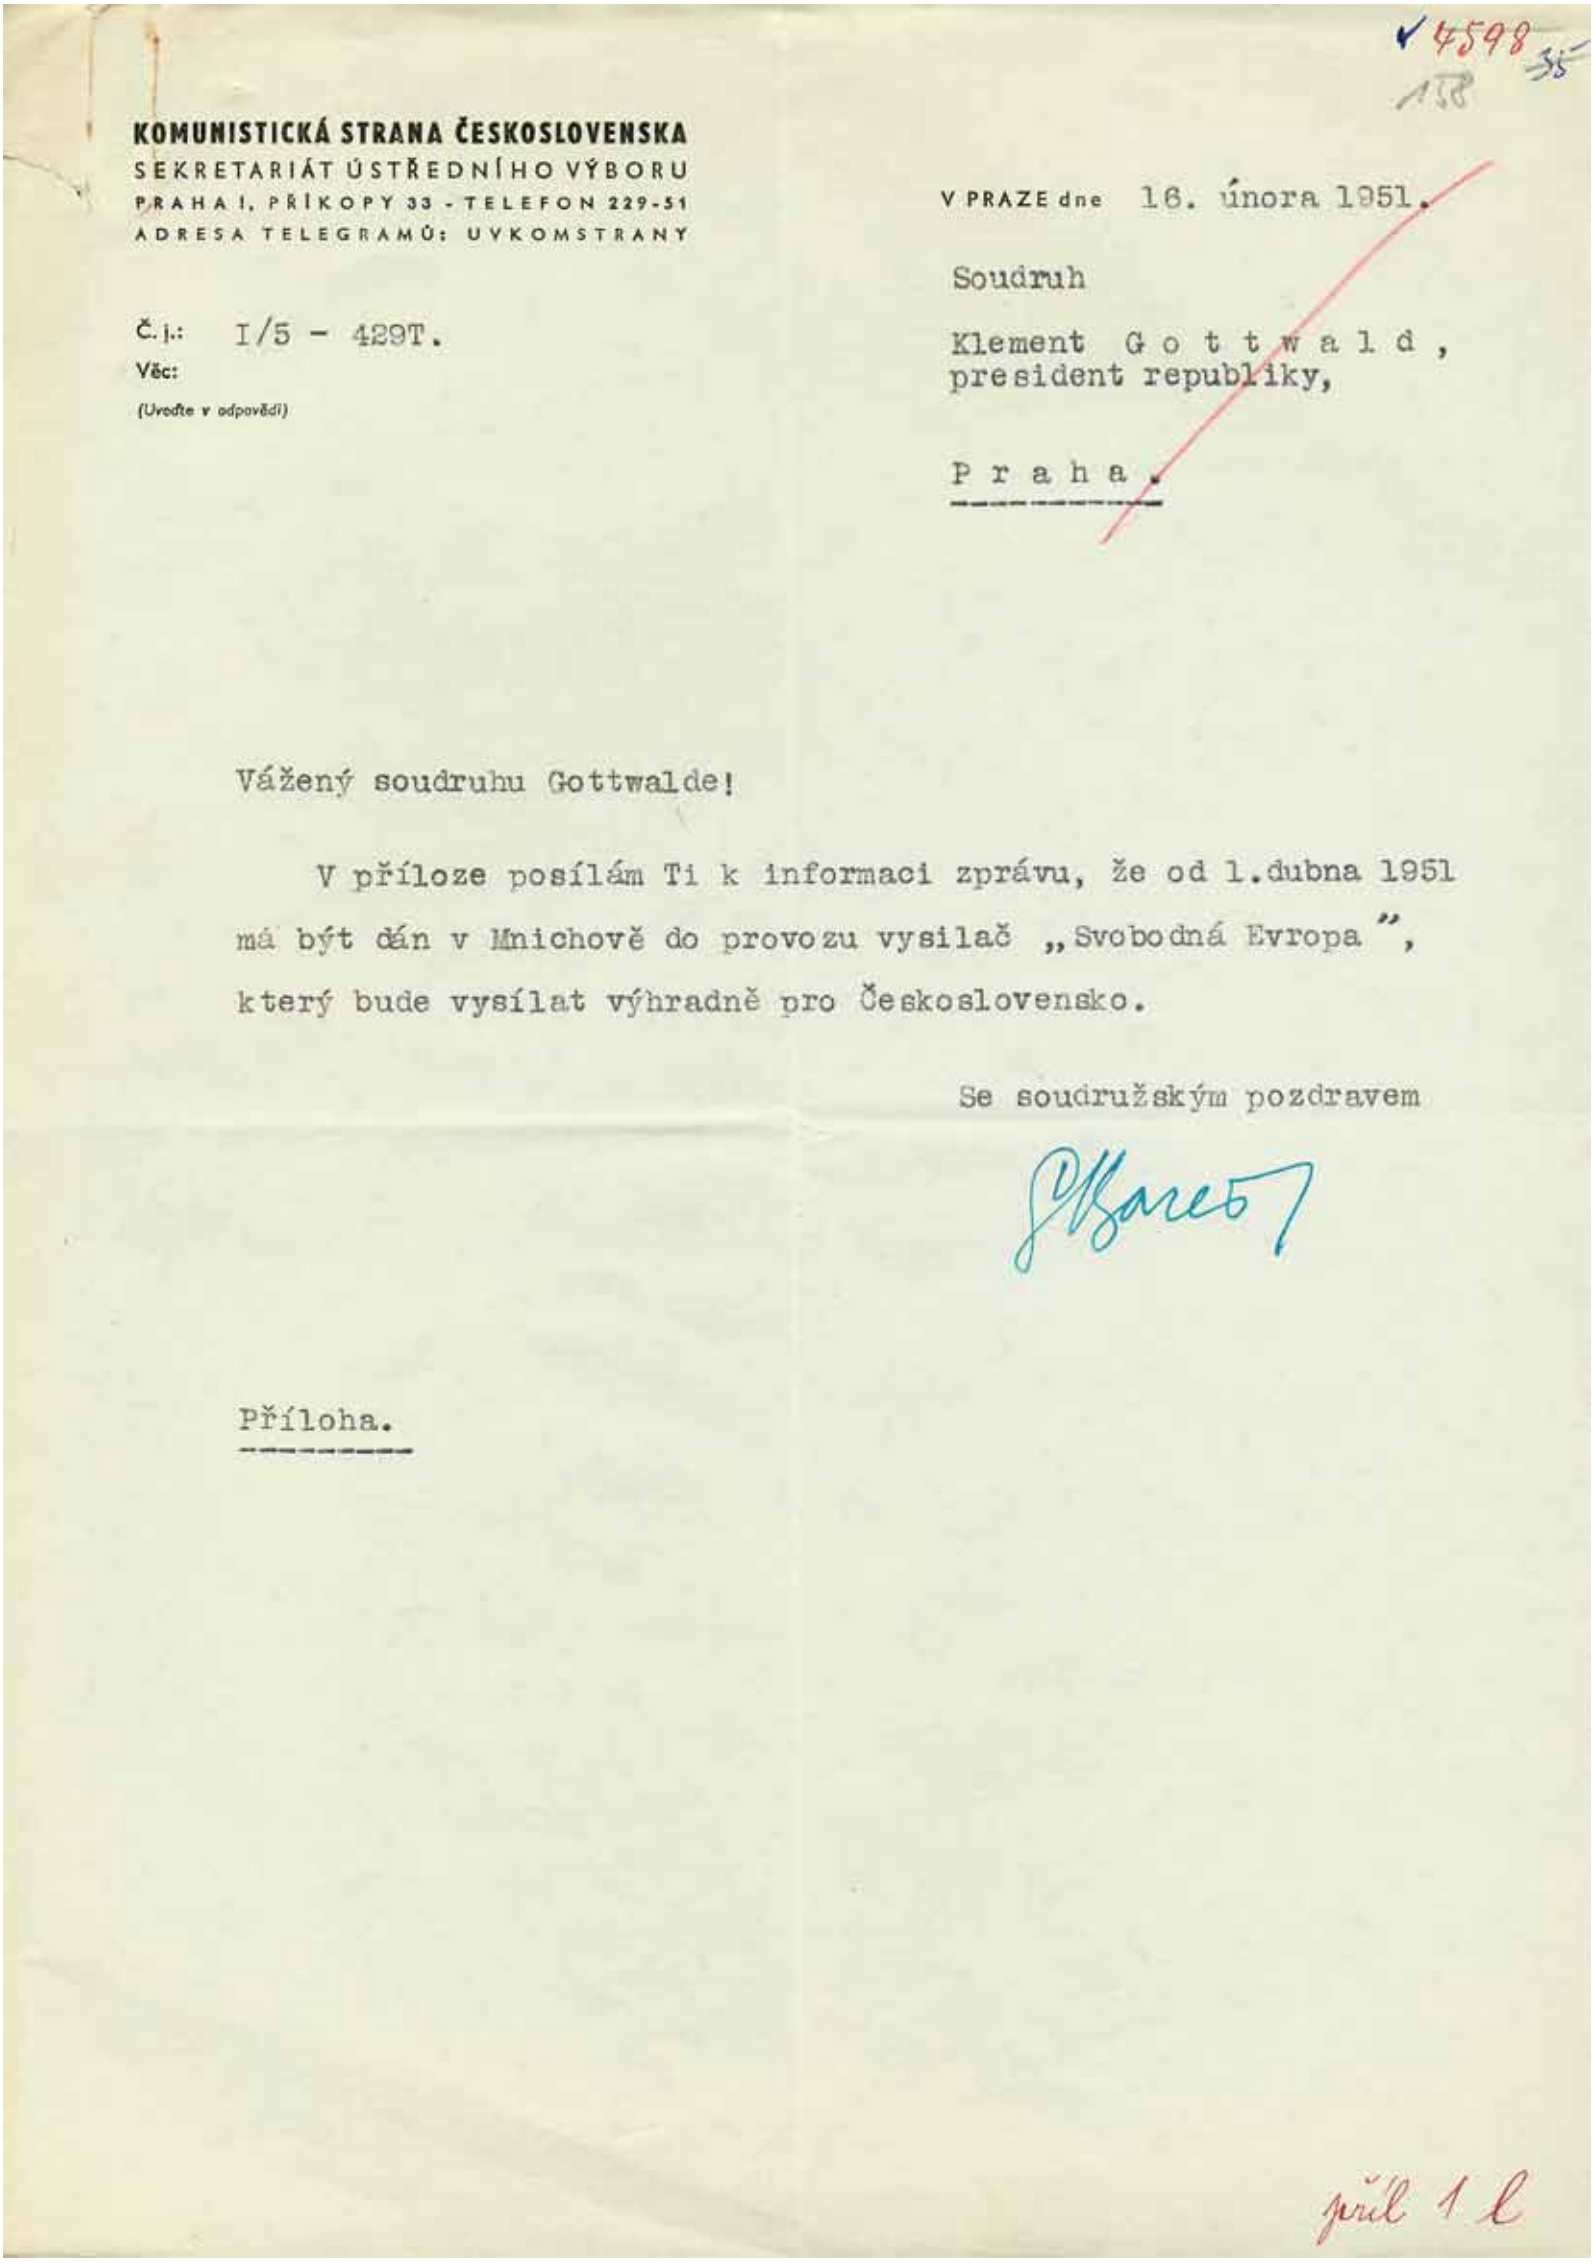 ✓ 4598
35
158
KOMUNISTICKÁ STRANA ČESKOSLOVENSKA
SEKRETARIÁT ÚSTŘEDNÍHO VÝBORU
PRAHA I, PŘÍKOPY 33 - TELEFON 229-51
ADRESA TELEGRAMŮ: UVKOMSTRANY
V PRAZE dne 16. února 1951.
Soudruh
Č. j.: I/5 - 429T.
Klement G o t t w a l d ,
Věc:
president republiky,
(Uveďte v odpovědi)
P r a h a .
Vážený soudruhu Gottwalde!
V příloze posílám Ti k informaci zprávu, že od 1.dubna 1951
má být dán v Mnichově do provozu vysilač „Svobodná Evropa",
který bude vysílat výhradně pro Československo.
Se soudružským pozdravem
GBareš
Příloha.
příl 1 l